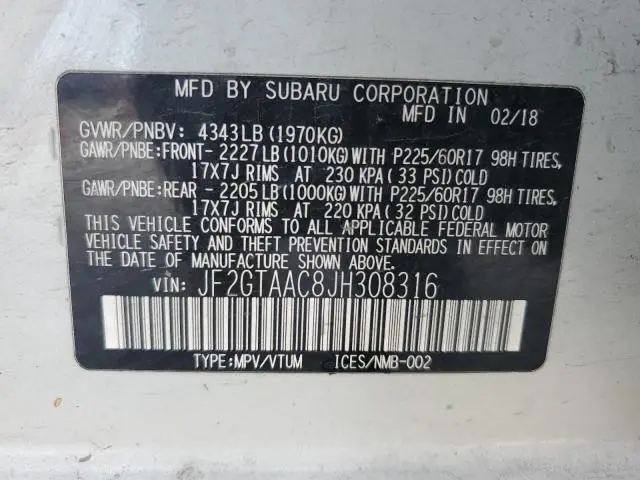 MFD BY SUBARU CORPORATION
MFD IN 02/18
GVWR/PNBV: 4343LB (1970KG)
GAWR/PNBE: FRONT- 2227LB (1010KG) WITH P225/60R17 98H TIRES,
17X7J RIMS AT 230 KPA (33 PSI) COLD
GAWR/PNBE: REAR - 2205LB (1000KG) WITH P225/60R17 98H TIRES,
17X7J RIMS AT 220 KPA (32 PSI) COLD
THIS VEHICLE CONFORMS TO ALL APPLICABLE FEDERAL MOTOR
VEHICLE SAFETY AND THEFT PREVENTION STANDARDS IN EFFECT ON
THE DATE OF MANUFACTURE SHOWN ABOVE.
VIN: JF2GTAAC8JH308316
TYPE: MPV/VTUM ICES/NMB-002